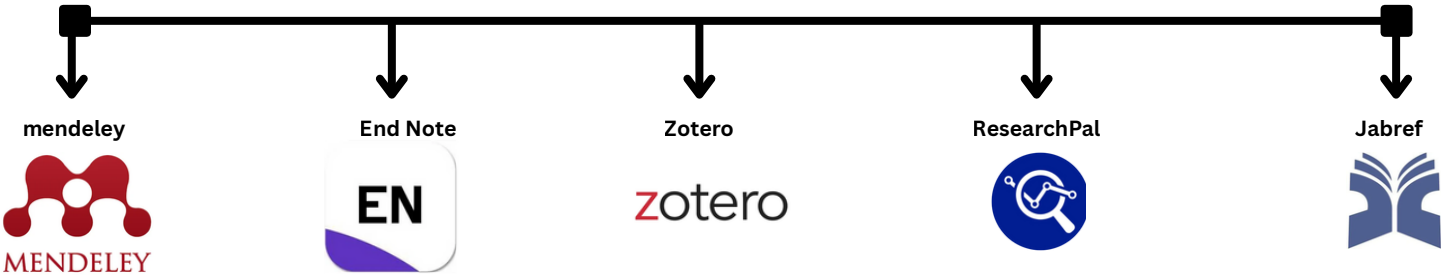 mendeley
End Note
Zotero
ResearchPal
Jabref
MENDELEY
EN
zotero